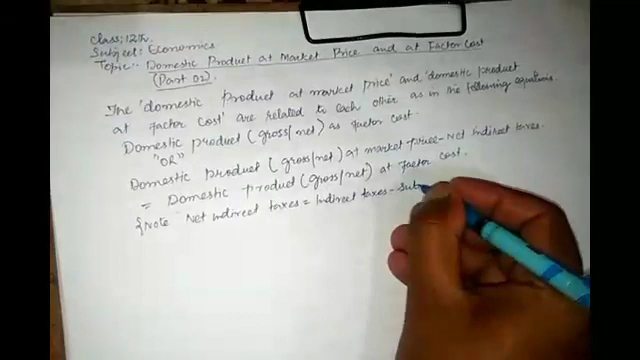 Class; 12th.
Subject: Economics
Topic:- Domestic Product at Market Price and at Factor Cost
(Part 02).
The 'domestic product at market price' and 'domestic product
at Factor Cost' are related to each other as in the following equations.
Domestic product (gross/net) as Factor cost.
"OR"
Domestic product (gross/net) at market price - Net Indirect taxes.
= Domestic product (gross/net) at Factor cost.
{Note Net indirect taxes = Indirect taxes - Sub